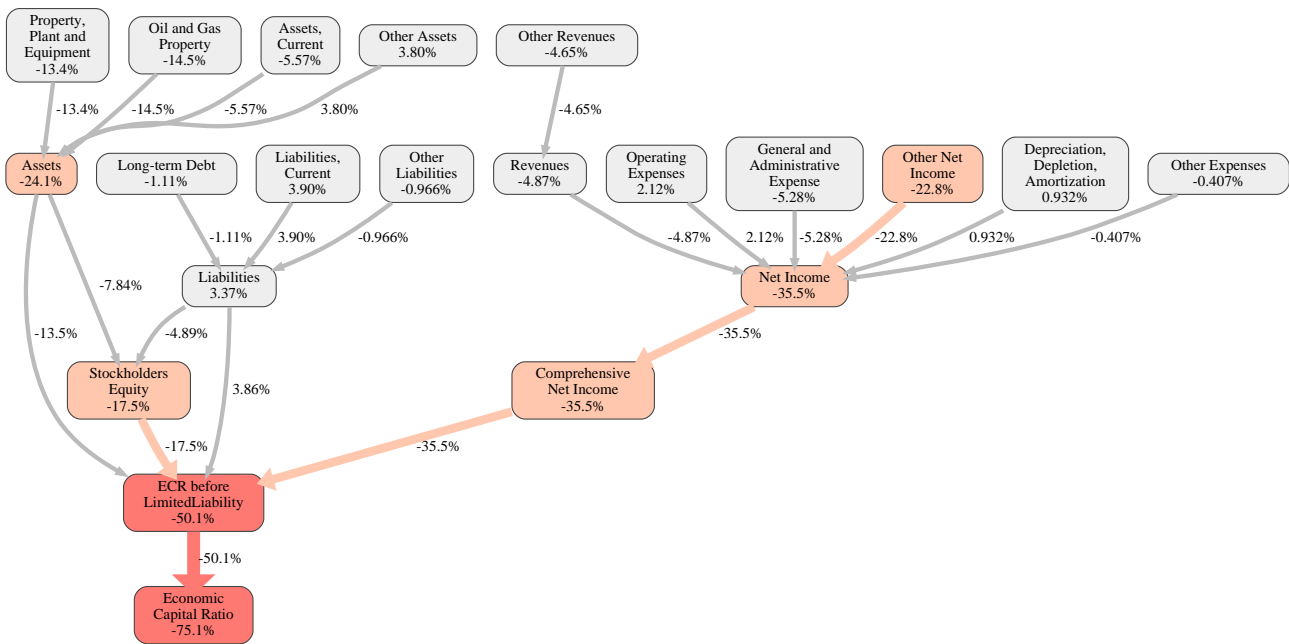 Property,
Plant and
Equipment
-13.4%
Oil and Gas
Property
-14.5%
Assets,
Current
-5.57%
Other Assets
3.80%
Other Revenues
-4.65%
-13.4%
-14.5%
-5.57%
3.80%
-4.65%
Assets
-24.1%
Long-term Debt
-1.11%
Liabilities,
Current
3.90%
Other
Liabilities
-0.966%
Revenues
-4.87%
Operating
Expenses
2.12%
General and
Administrative
Expense
-5.28%
Other Net
Income
-22.8%
Depreciation,
Depletion,
Amortization
0.932%
Other Expenses
-0.407%
-1.11%
3.90%
-0.966%
-4.87%
2.12%
-5.28%
-22.8%
0.932%
-0.407%
-7.84%
Liabilities
3.37%
Net Income
-35.5%
-13.5%
-4.89%
-35.5%
Stockholders
Equity
-17.5%
3.86%
Comprehensive
Net Income
-35.5%
-17.5%
-35.5%
ECR before
LimitedLiability
-50.1%
-50.1%
Economic
Capital Ratio
-75.1%